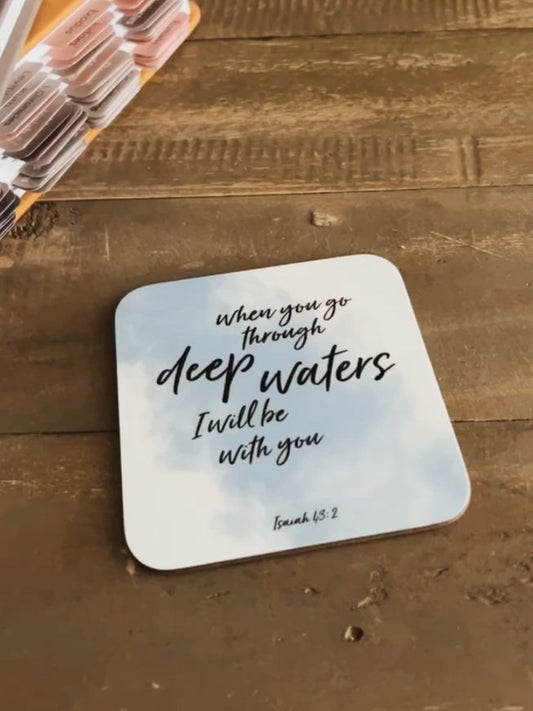 when you go
through
deep waters
I will be
with you
Isaiah 43:2